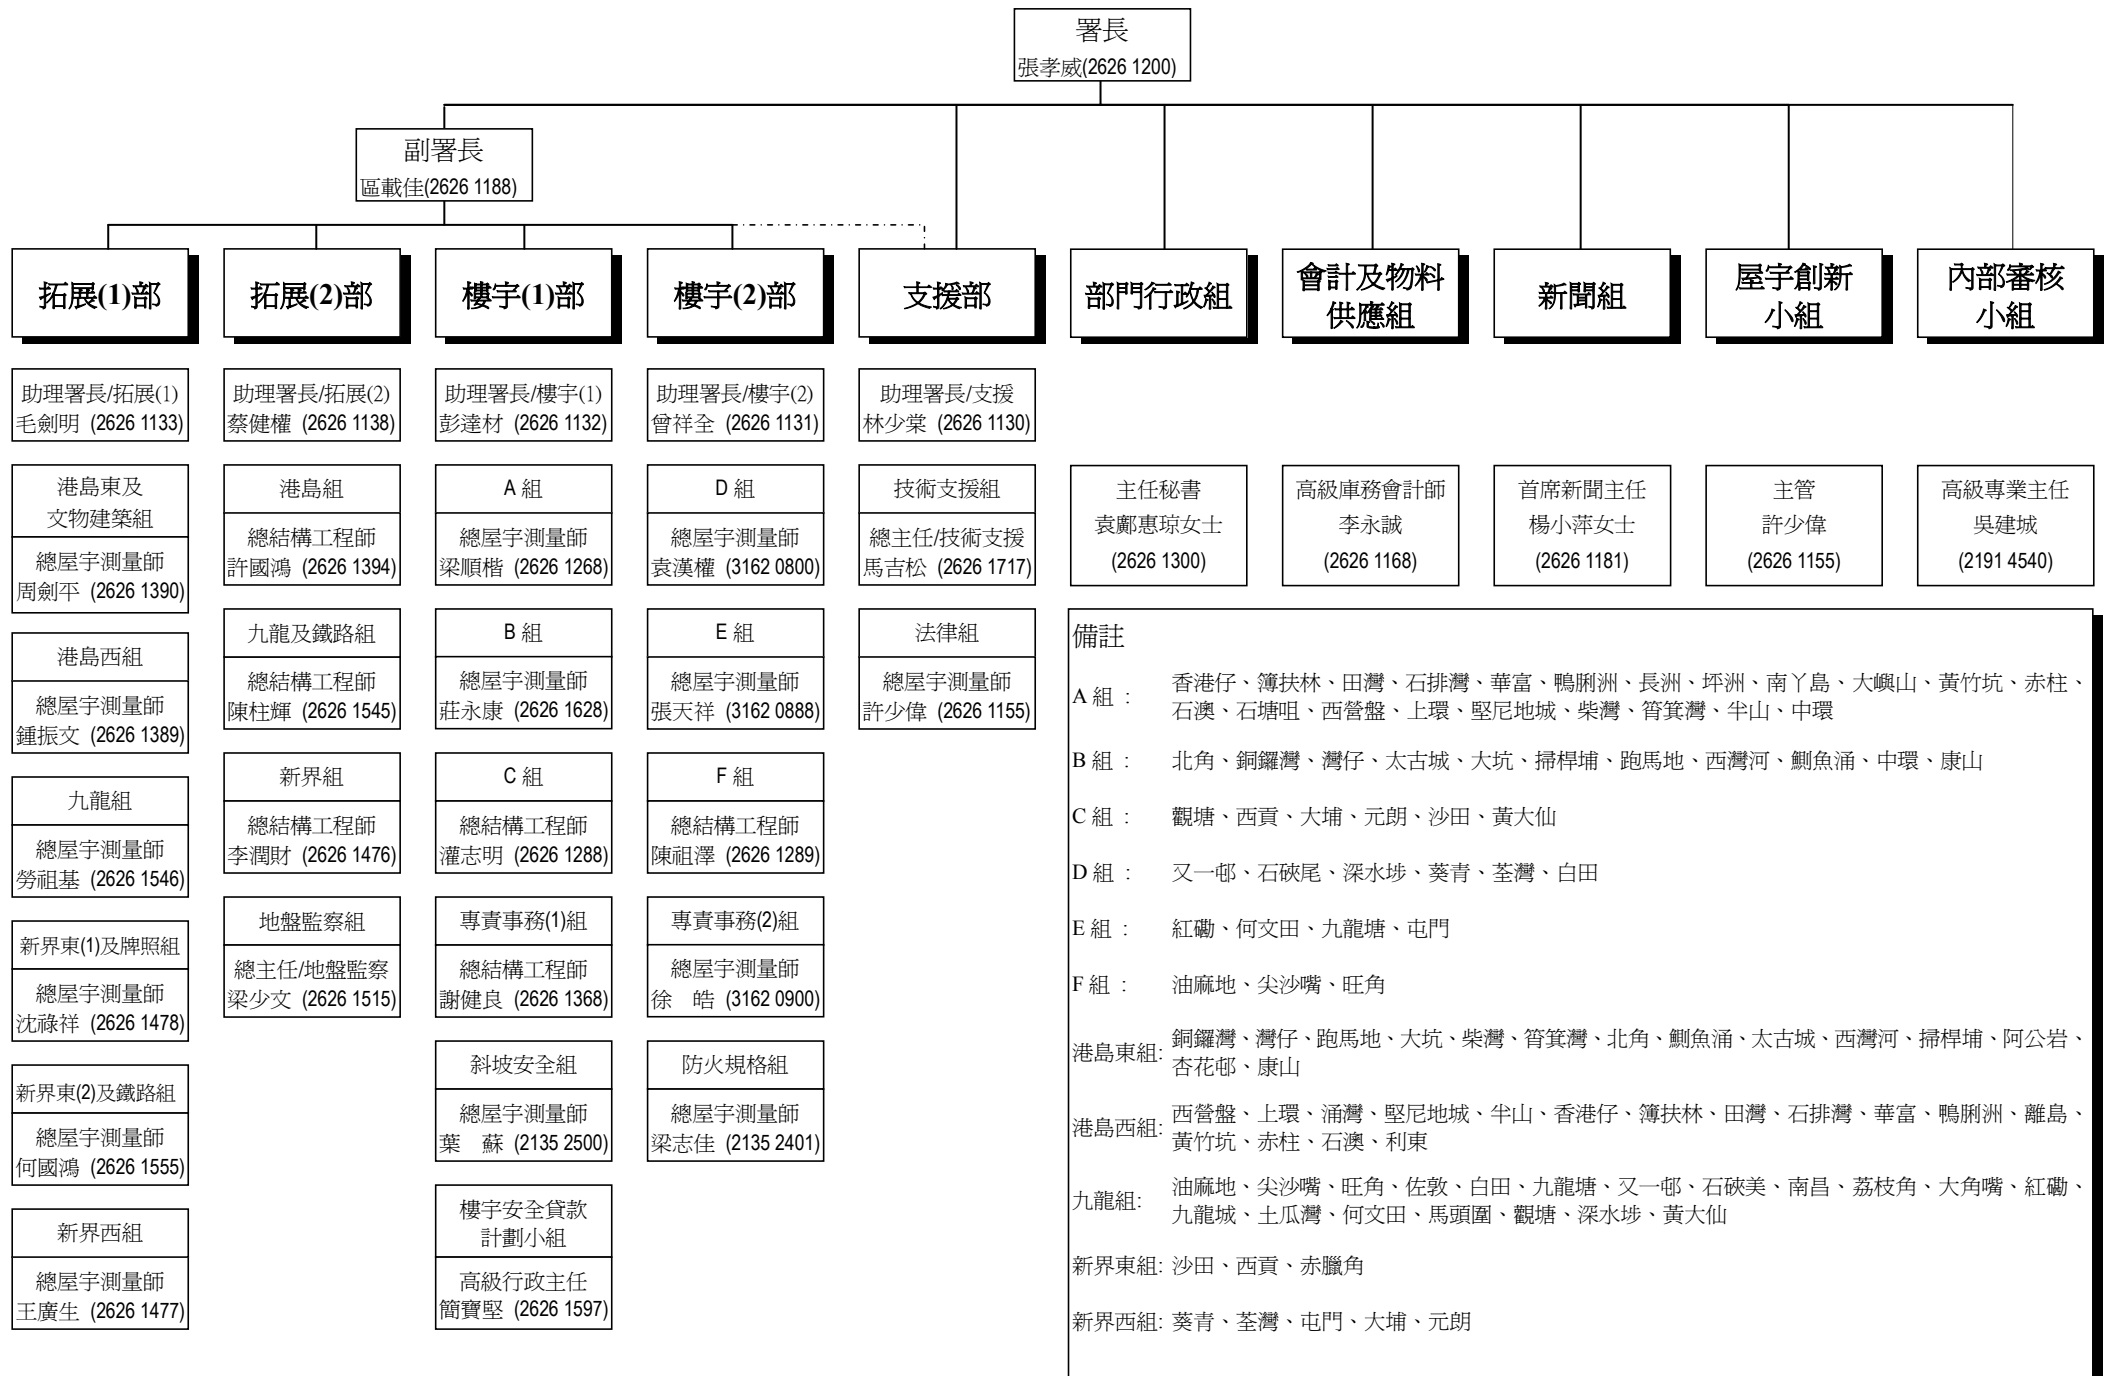 署長
張孝威(2626 1200)
副署長
區載佳(2626 1188)
拓展(1)部
拓展(2)部
樓宇(1)部
樓宇(2)部
支援部
部門行政組
會計及物料
供應組
新聞組
屋宇創新
小組
內部審核
小組
助理署長/拓展(1)
毛劍明 (2626 1133)
助理署長/拓展(2)
蔡健權 (2626 1138)
助理署長/樓宇(1)
彭達材 (2626 1132)
助理署長/樓宇(2)
曾祥全 (2626 1131)
助理署長/支援
林少棠 (2626 1130)
港島東及
文物建築組
總屋宇測量師
周劍平 (2626 1390)
港島西組
總屋宇測量師
鍾振文 (2626 1389)
九龍組
總屋宇測量師
勞祖基 (2626 1546)
新界東(1)及牌照組
總屋宇測量師
沈祿祥 (2626 1478)
新界東(2)及鐵路組
總屋宇測量師
何國鴻 (2626 1555)
新界西組
總屋宇測量師
王廣生 (2626 1477)
港島組
總結構工程師
許國鴻 (2626 1394)
九龍及鐵路組
總結構工程師
陳柱輝 (2626 1545)
新界組
總結構工程師
李潤財 (2626 1476)
地盤監察組
總主任/地盤監察
梁少文 (2626 1515)
A 組
總屋宇測量師
梁順楷 (2626 1268)
B 組
總屋宇測量師
莊永康 (2626 1628)
C 組
總結構工程師
灌志明 (2626 1288)
專責事務(1)組
總結構工程師
謝健良 (2626 1368)
斜坡安全組
總屋宇測量師
葉 蘇 (2135 2500)
樓宇安全貸款
計劃小組
高級行政主任
簡寶堅 (2626 1597)
D 組
總屋宇測量師
袁漢權 (3162 0800)
E 組
總屋宇測量師
張天祥 (3162 0888)
F 組
總結構工程師
陳祖澤 (2626 1289)
專責事務(2)組
總屋宇測量師
徐 皓 (3162 0900)
防火規格組
總屋宇測量師
梁志佳 (2135 2401)
技術支援組
總主任/技術支援
馬吉松 (2626 1717)
法律組
總屋宇測量師
許少偉 (2626 1155)
主任秘書
袁鄺惠琼女士
(2626 1300)
高級庫務會計師
李永誠
(2626 1168)
首席新聞主任
楊小萍女士
(2626 1181)
主管
許少偉
(2626 1155)
高級專業主任
吳建城
(2191 4540)
備註
A 組 : 香港仔、簿扶林、田灣、石排灣、華富、鴨脷洲、長洲、坪洲、南丫島、大嶼山、黃竹坑、赤柱、
石澳、石塘咀、西營盤、上環、堅尼地城、柴灣、筲箕灣、半山、中環
B 組 : 北角、銅鑼灣、灣仔、太古城、大坑、掃桿埔、跑馬地、西灣河、鰂魚涌、中環、康山
C 組 : 觀塘、西貢、大埔、元朗、沙田、黃大仙
D 組 : 又一邨、石硤尾、深水埗、葵青、荃灣、白田
E 組 : 紅磡、何文田、九龍塘、屯門
F 組 : 油麻地、尖沙嘴、旺角
港島東組: 銅鑼灣、灣仔、跑馬地、大坑、柴灣、筲箕灣、北角、鰂魚涌、太古城、西灣河、掃桿埔、阿公岩、
杏花邨、康山
港島西組: 西營盤、上環、涌灣、堅尼地城、半山、香港仔、簿扶林、田灣、石排灣、華富、鴨脷洲、離島、
黃竹坑、赤柱、石澳、利東
九龍組: 油麻地、尖沙嘴、旺角、佐敦、白田、九龍塘、又一邨、石硤美、南昌、荔枝角、大角嘴、紅磡、
九龍城、土瓜灣、何文田、馬頭圍、觀塘、深水埗、黃大仙
新界東組: 沙田、西貢、赤臘角
新界西組: 葵青、荃灣、屯門、大埔、元朗